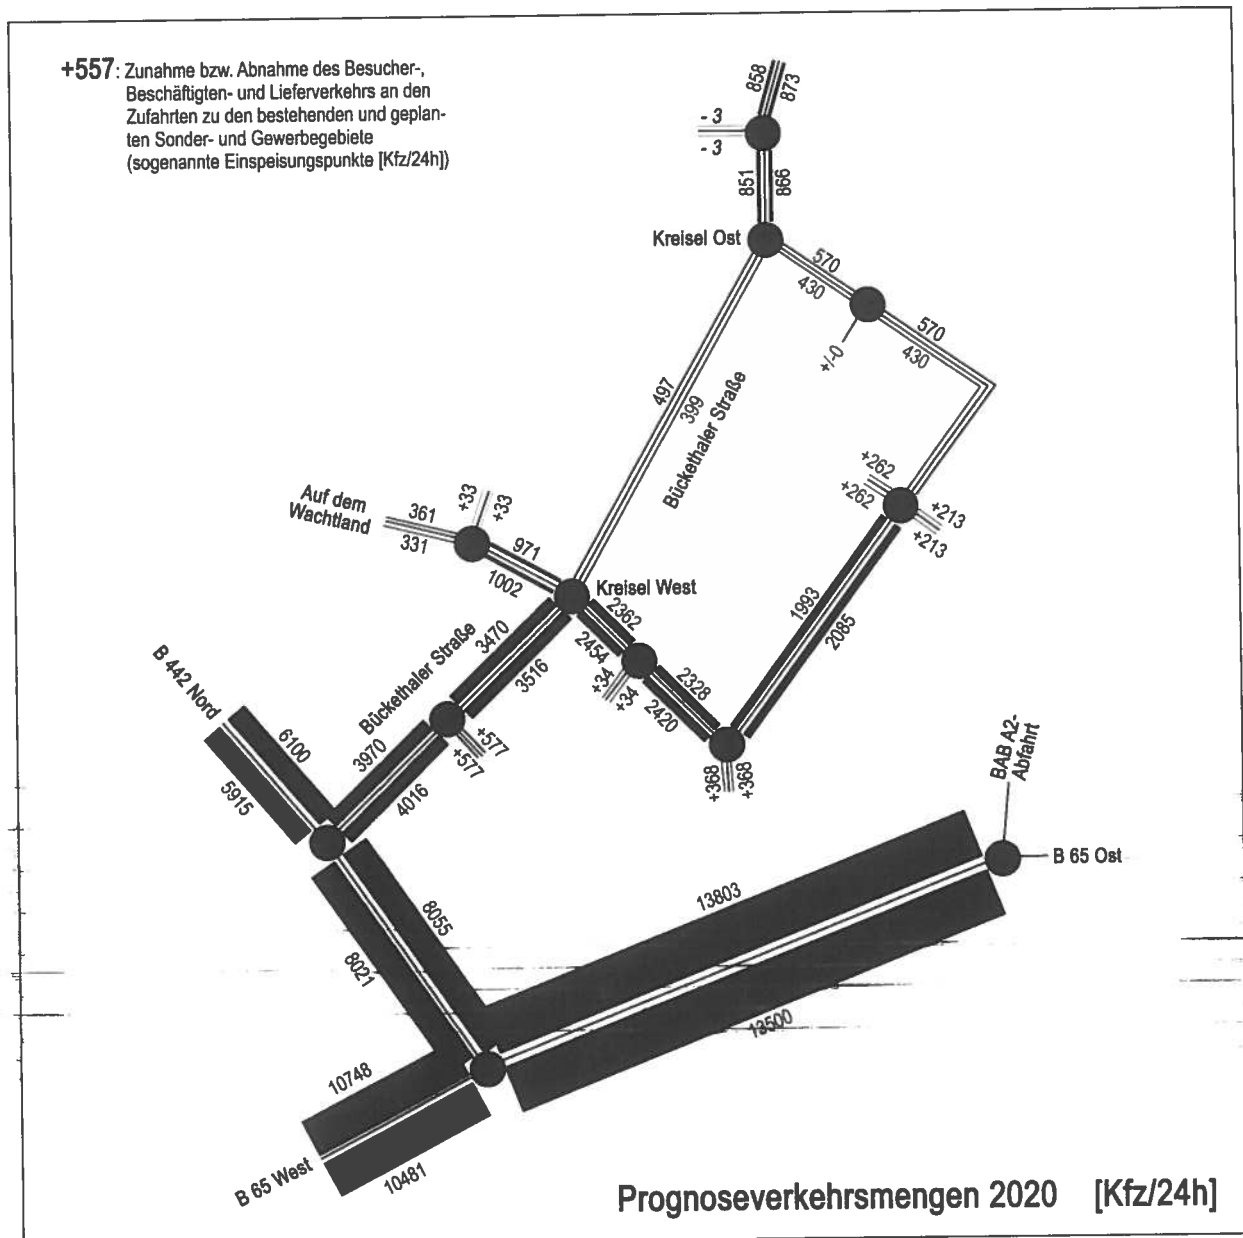 +557: Zunahme bzw. Abnahme des Besucher-,
Beschäftigten- und Lieferverkehrs an den
Zufahrten zu den bestehenden und geplan-
ten Sonder- und Gewerbegebiete
(sogenannte Einspeisungspunkte [Kfz/24h])
858
873
- 3
- 3
851
866
Kreisel Ost
570
430
570
430
+/-0
497
399
Bückethaler Straße
+262
+262
+213
+213
Auf dem
Wachtland
361
331
+33
+33
971
1002
Kreisel West
2362
2454
1993
2085
3470
3516
Bückethaler Straße
+34
+34
2328
2420
B 442 Nord
6100
5915
3970
4016
+577
+577
+368
+368
BAB A2-
Abfahrt
B 65 Ost
13803
13500
8055
8021
10748
10481
B 65 West
Prognoseverkehrsmengen 2020 [Kfz/24h]